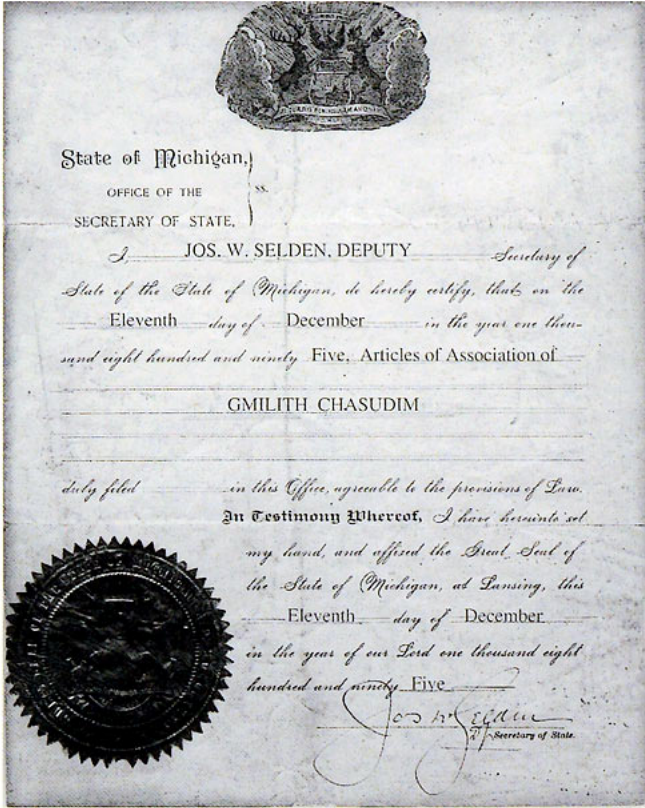 State of Michigan,
OFFICE OF THE
ss.
SECRETARY OF STATE,
I, JOS. W. SELDEN, DEPUTY Secretary of
State of the State of Michigan, do hereby certify, that on the
Eleventh day of December in the year one thou-
sand eight hundred and ninety Five, Articles of Association of
GMILITH CHASUDIM
duly filed in this Office, agreeable to the provisions of Law.
In Testimony Whereof, I have hereunto set
my hand, and affixed the Great Seal of
the State of Michigan, at Lansing, this
Eleventh day of December
in the year of our Lord one thousand eight
hundred and ninety Five
Jos W Selden
Secretary of State.